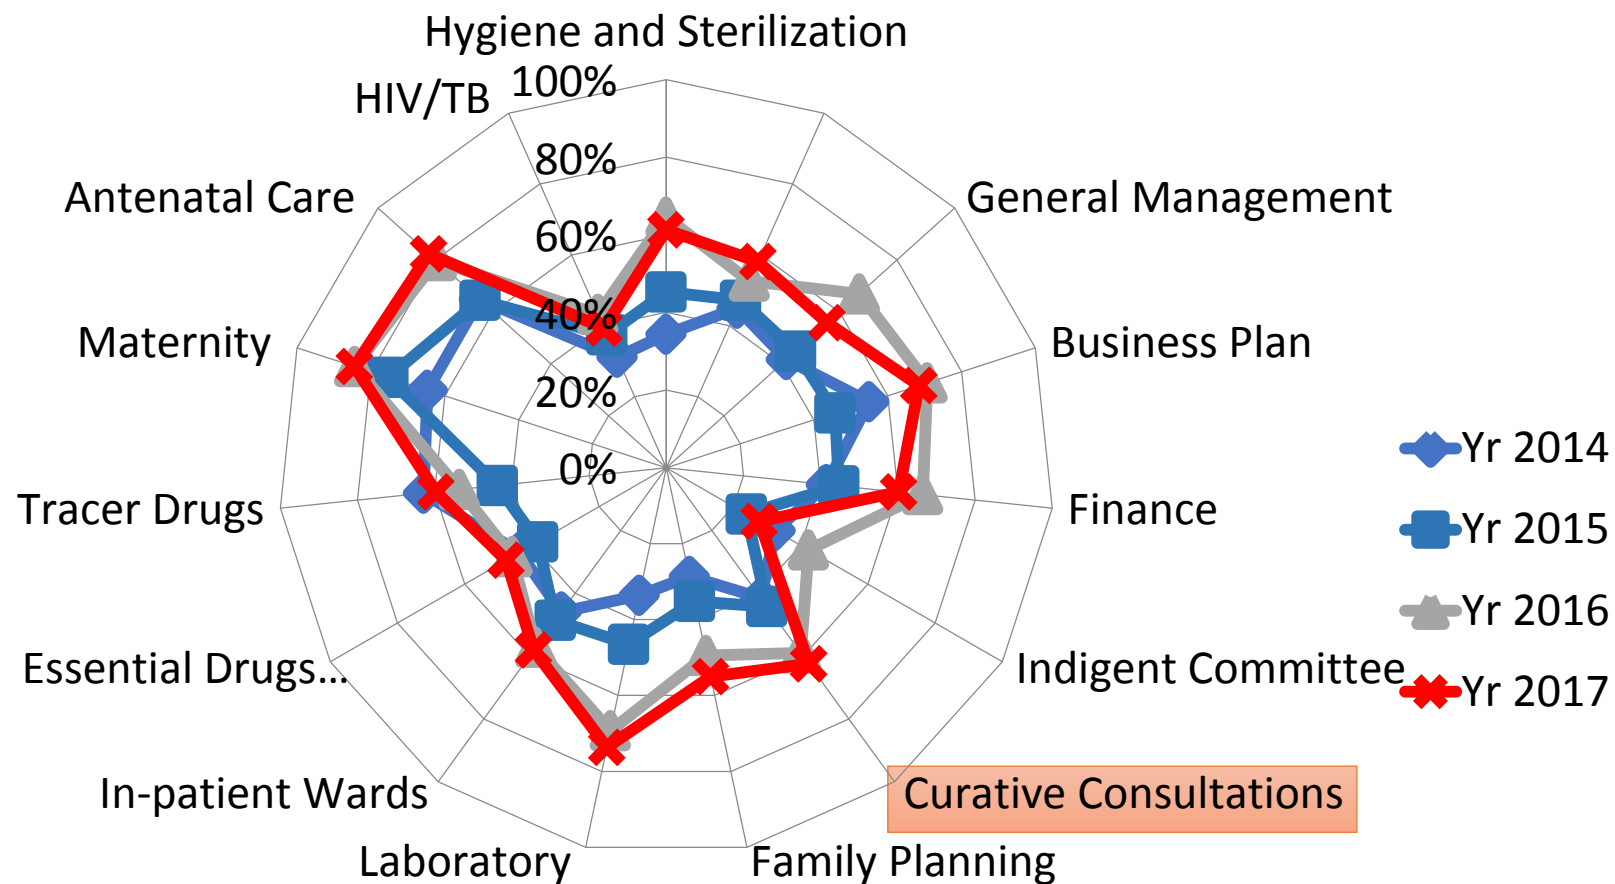 Hygiene and Sterilization
100%
80%
60%
40%
20%
0%
HIV/TB
General Management
Antenatal Care
Business Plan
Maternity
Finance
Tracer Drugs
Indigent Committee
Essential Drugs...
Curative Consultations
In-patient Wards
Family Planning
Laboratory
Yr 2014
Yr 2015
Yr 2016
Yr 2017